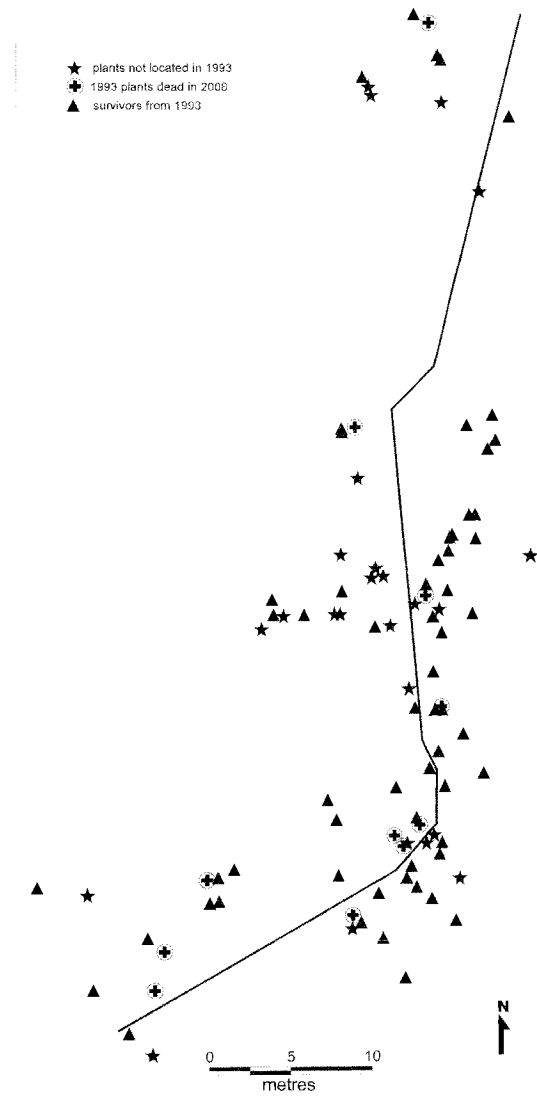 plants not located in 1993
1993 plants dead in 2008
survivors from 1993
N
0 5 10
metres